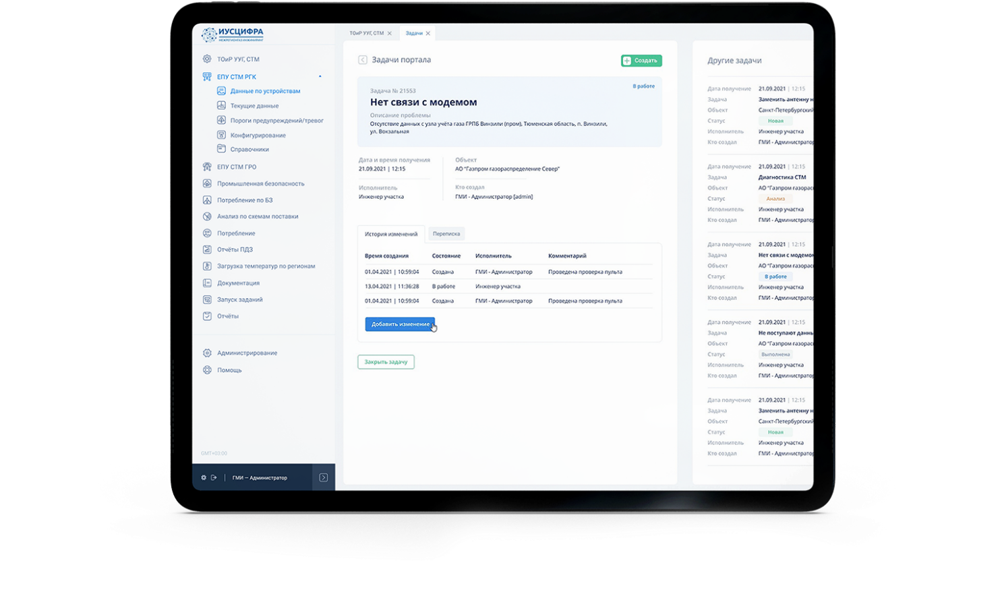 ИУСЦИФРА
МЕЖРЕГИОНГАЗ ИНЖИНИРИНГ
ТОиР УУГ, СТМ
ЕПУ СТМ РГК
Данные по устройствам
Текущие данные
Пороги предупреждений/тревог
Конфигурирование
Справочники
ЕПУ СТМ ГРО
Промышленная безопасность
Потребление по БЗ
Анализ по схемам поставки
Потребление
Отчёты ПДЗ
Загрузка температур по регионам
Документация
Запуск заданий
Отчёты
Администрирование
Помощь
GMT+03:00
ГМИ — Администратор
ТОиР УУГ, СТМ
Задачи
Задачи портала
Создать
Задача № 21553
В работе
Нет связи с модемом
Описание проблемы
Отсутствие данных с узла учёта газа ГРПБ Винзили (пром), Тюменская область, п. Винзили,
ул. Вокзальная
Дата и время получения
21.09.2021 | 12:15
Объект
АО "Газпром газораспределение Север"
Исполнитель
Инженер участка
Кто создал
ГМИ - Администратор [admin]
История изменений
Переписка
Время создания Состояние Исполнитель Комментарий
01.04.2021 | 10:59:04 Создана ГМИ - Администратор Проведена проверка пульта
13.04.2021 | 11:36:28 В работе Инженер участка
01.04.2021 | 10:59:04 Создана ГМИ - Администратор Проведена проверка пульта
Добавить изменение
Закрыть задачу
Другие задачи
Дата получение 21.09.2021 | 12:15
Задача Заменить антенну н
Объект Санкт-Петербургский
Статус Новая
Исполнитель Инженер участка
Кто создал ГМИ - Администратор
Дата получение 21.09.2021 | 12:15
Задача Диагностика СТМ
Объект АО "Газпром газорас
Статус Анализ
Исполнитель Инженер участка
Кто создал ГМИ - Администратор
Дата получение 21.09.2021 | 12:15
Задача Нет связи с модемо
Объект АО "Газпром газорас
Статус В работе
Исполнитель Инженер участка
Кто создал ГМИ - Администратор
Дата получение 21.09.2021 | 12:15
Задача Не поступают данн
Объект АО "Газпром газорас
Статус Выполнена
Исполнитель Инженер участка
Кто создал ГМИ - Администратор
Дата получение 21.09.2021 | 12:15
Задача Заменить антенну н
Объект Санкт-Петербургский
Статус Новая
Исполнитель Инженер участка
Кто создал ГМИ - Администратор